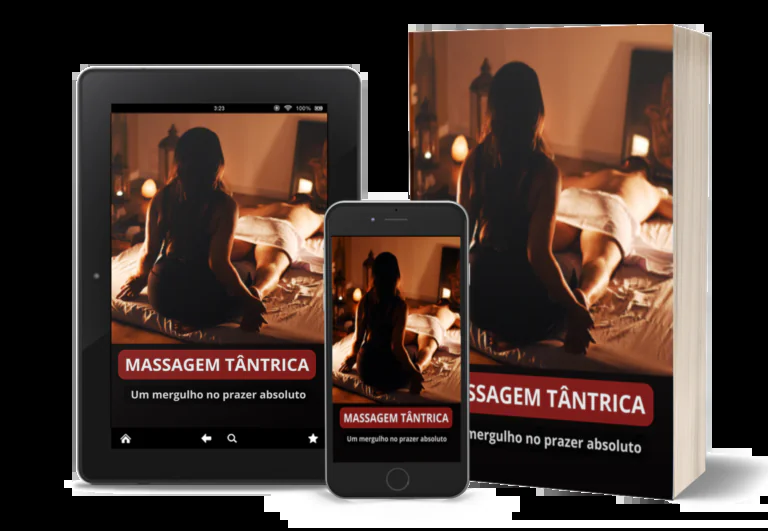 3:23 100%
MASSAGEM TÂNTRICA
Um mergulho no prazer absoluto
MASSAGEM TÂNTRICA
Um mergulho no prazer absoluto
SSAGEM TÂNTRICA
mergulho no prazer absoluto